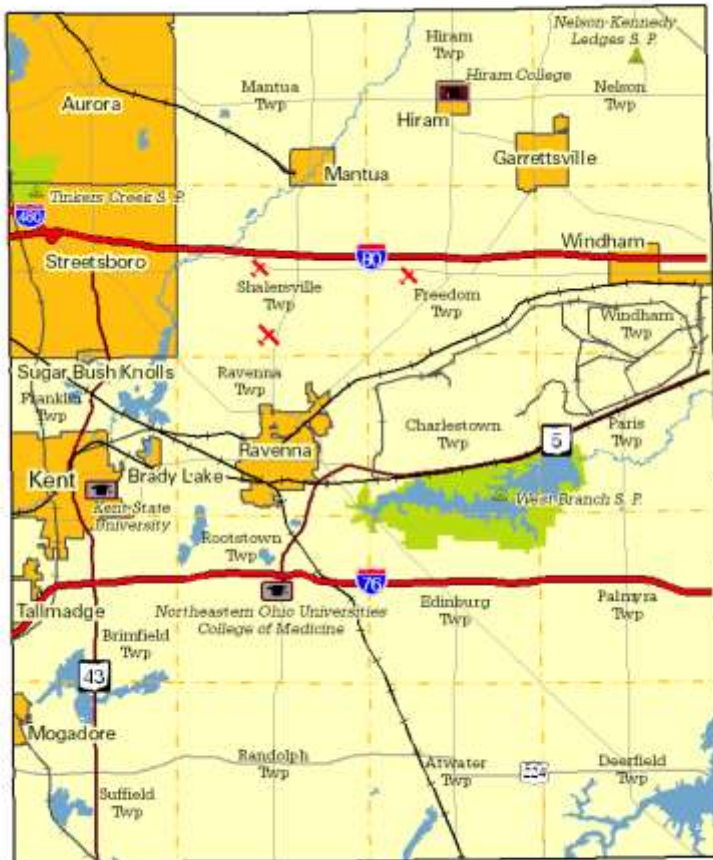 Nelson-Kennedy
Ledges S. P.
Hiram
Twp
Hiram College
Mantua
Twp
Nelson
Twp
Aurora
Hiram
Garrettsville
Mantua
Tinkers Creek S. P.
480
Windham
80
Streetsboro
Shalersville
Twp
Freedom
Twp
Windham
Twp
Sugar Bush Knolls
Ravenna
Twp
Franklin
Twp
Charlestown
Twp
5
Paris
Twp
Ravenna
Kent
Brady Lake
West Branch S. P.
Kent State
University
Rootstown
Twp
76
Tallmadge
Northeastern Ohio Universities
College of Medicine
Edinburg
Twp
Palmyra
Twp
Brimfield
Twp
43
Mogadore
Randolph
Twp
Atwater
Twp
224
Deerfield
Twp
Suffield
Twp